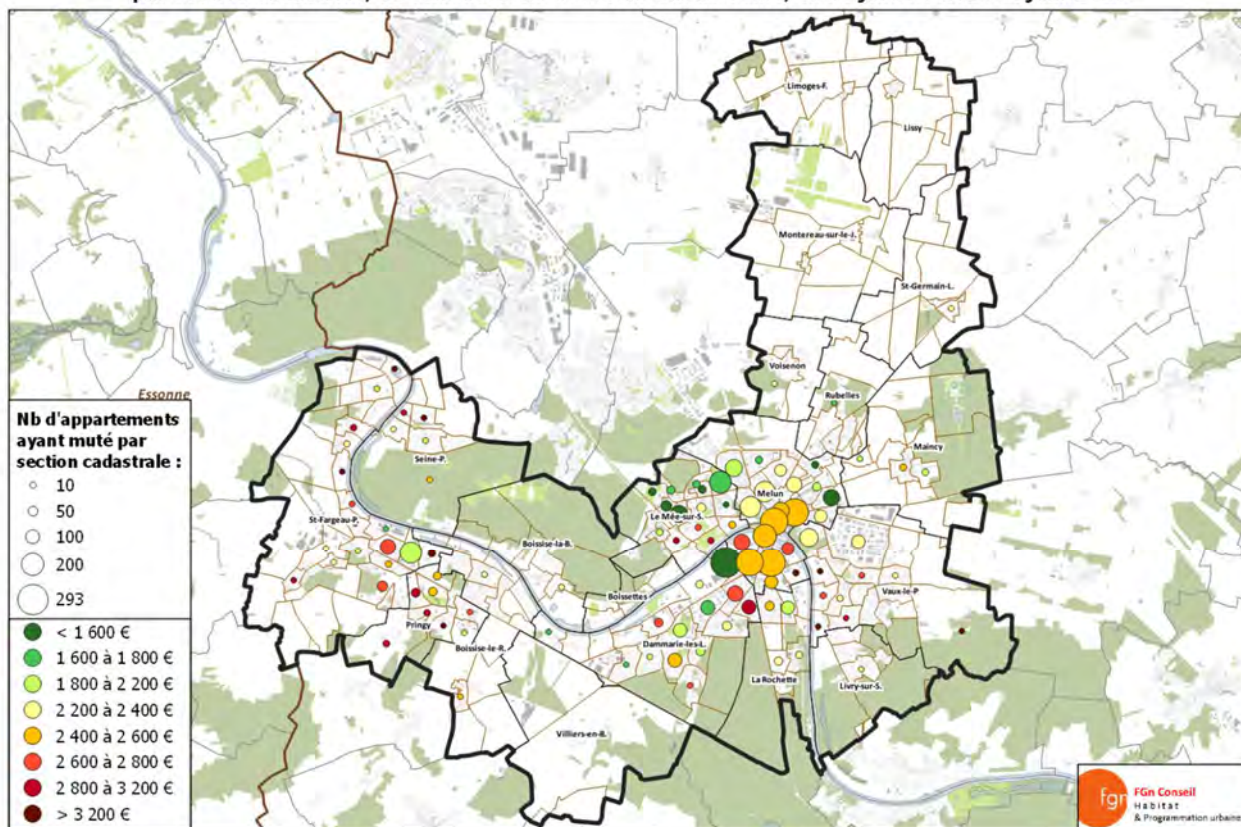 Limoges-F.
Lissy
Montereau-sur-le-J.
St-Germain-L.
Voisenon
Rubelles
Essonne
Maincy
Nb d'appartements
ayant muté par
section cadastrale :
10
50
100
200
293
Seine-P.
Melun
Le Mée-sur-S.
St-Fargeau-P.
Boissise-la-B.
Boissettes
Vaux-le-P
Pringy
Boissise-le-R.
Dammarie-les-L.
La Rochette
Livry-sur-S.
Villiers-en-B.
< 1 600 €
1 600 à 1 800 €
1 800 à 2 200 €
2 200 à 2 400 €
2 400 à 2 600 €
2 600 à 2 800 €
2 800 à 3 200 €
> 3 200 €
fgn
FGn Conseil
Habitat
& Programmation urbaine